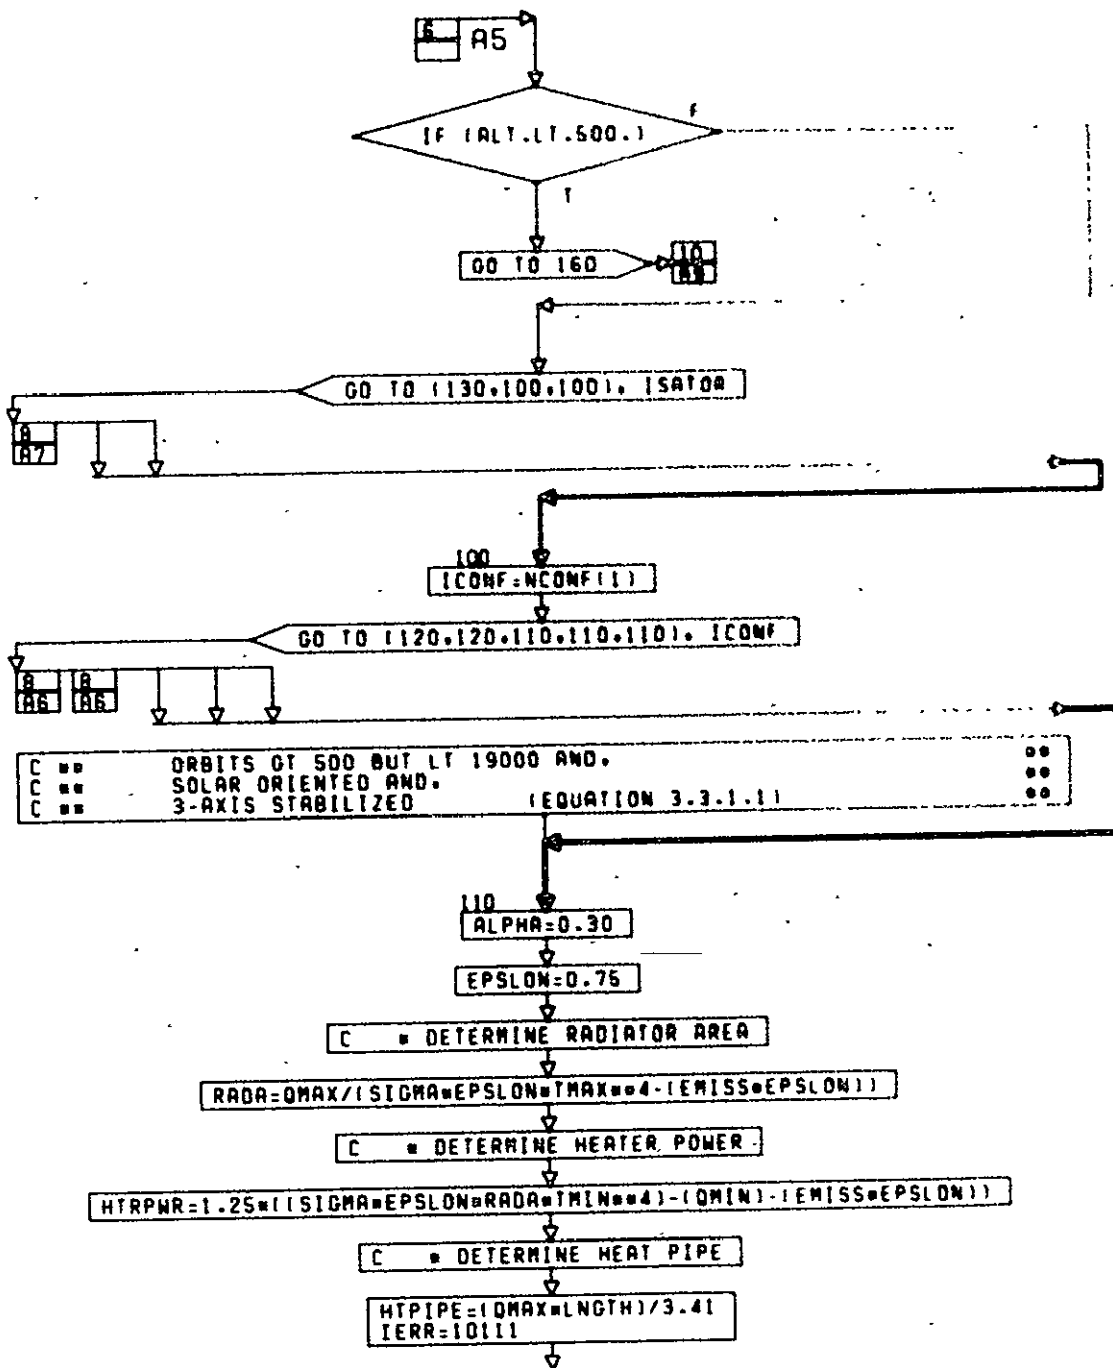 6 A5
F
IF (ALT.LT.500.)
T
GO TO 160
10
GO TO (130,100,100), ISATOR
8
A7
100
ICONF=NCONF(1)
GO TO (120,120,110,110,110), ICONF
8 8
A6 A6
C ** ORBITS GT 500 BUT LT 19000 AND. **
C ** SOLAR ORIENTED AND. **
C ** 3-AXIS STABILIZED (EQUATION 3.3.1.1) **
110
ALPHA=0.30
EPSLON=0.75
C * DETERMINE RADIATOR AREA
RADA=QMAX/(SIGMA*EPSLON*TMAX**4-(EMISS*EPSLON))
C * DETERMINE HEATER POWER
HTRPWR=1.25*((SIGMA*EPSLON*RADA*TMIN**4)-(QMIN)-(EMISS*EPSLON))
C * DETERMINE HEAT PIPE
HTPIPE=(QMAX*LNGTH)/3.41
IERR=10111